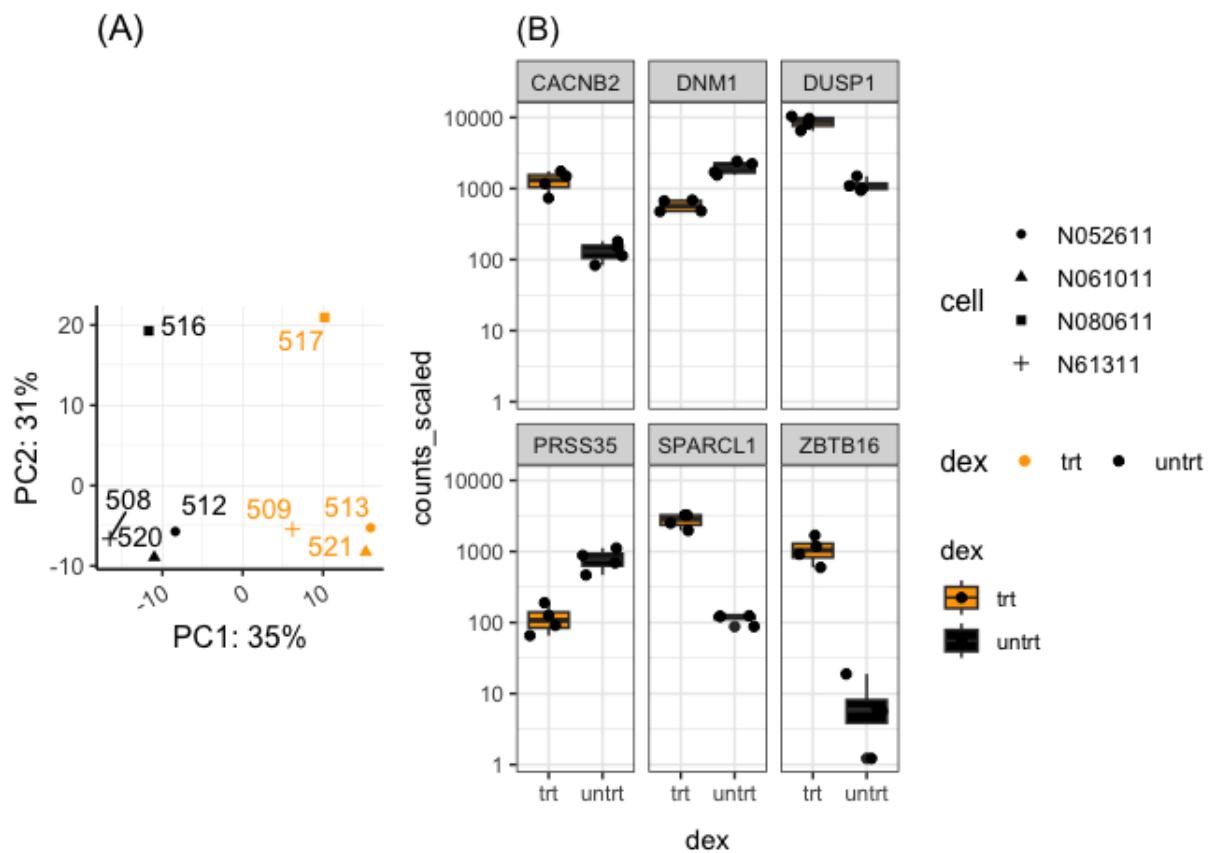 (A)
PC2: 31%
20
10
0
-10
516
517
508
512
509
513
520
521
-10
0
10
PC1: 35%
(B)
counts_scaled
CACNB2
DNM1
DUSP1
10000
1000
100
10
1
PRSS35
SPARCL1
ZBTB16
10000
1000
100
10
1
trt
untrt
trt
untrt
trt
untrt
dex
cell
N052611
N061011
N080611
N61311
dex
trt
untrt
dex
trt
untrt